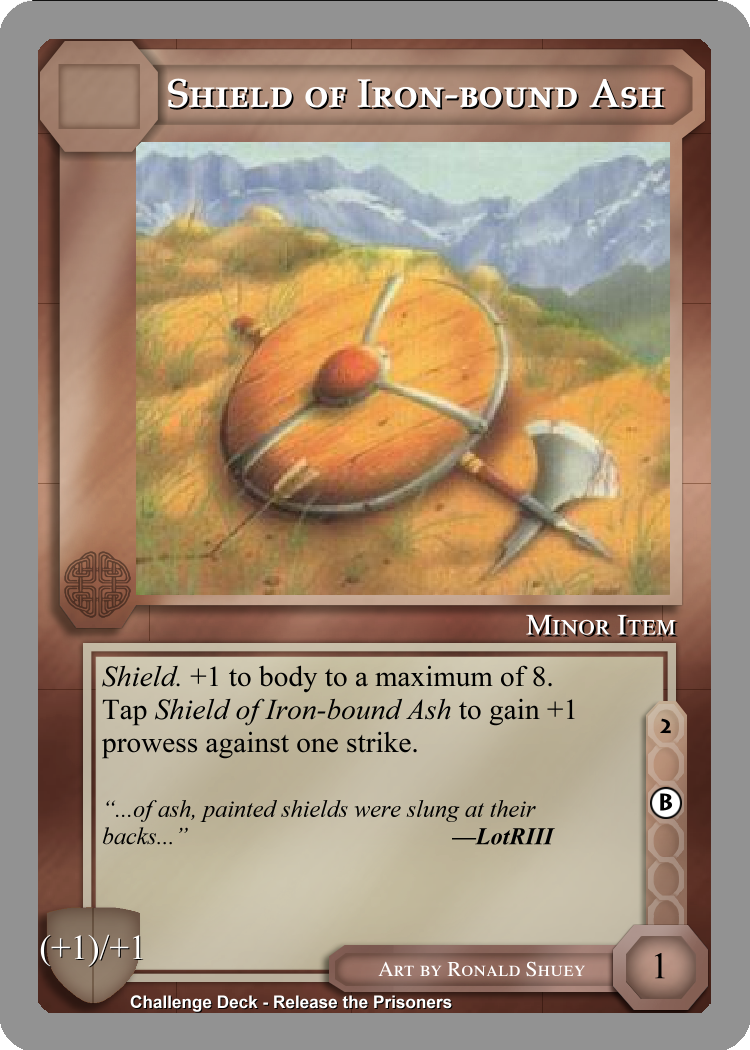 Shield of Iron-bound Ash
Minor Item
Shield. +1 to body to a maximum of 8.
Tap Shield of Iron-bound Ash to gain +1
prowess against one strike.
“...of ash, painted shields were slung at their
backs...” —LotRIII
2
B
(+1)/+1
Art by Ronald Shuey
1
Challenge Deck - Release the Prisoners